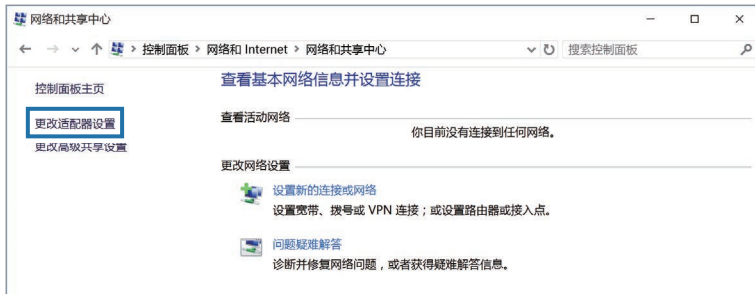 网络和共享中心
控制面板 > 网络和 Internet > 网络和共享中心
搜索控制面板
控制面板主页
更改适配器设置
更改高级共享设置
查看基本网络信息并设置连接
查看活动网络
你目前没有连接到任何网络。
更改网络设置
设置新的连接或网络
设置宽带、拨号或 VPN 连接；或设置路由器或接入点。
问题疑难解答
诊断并修复网络问题，或者获得疑难解答信息。